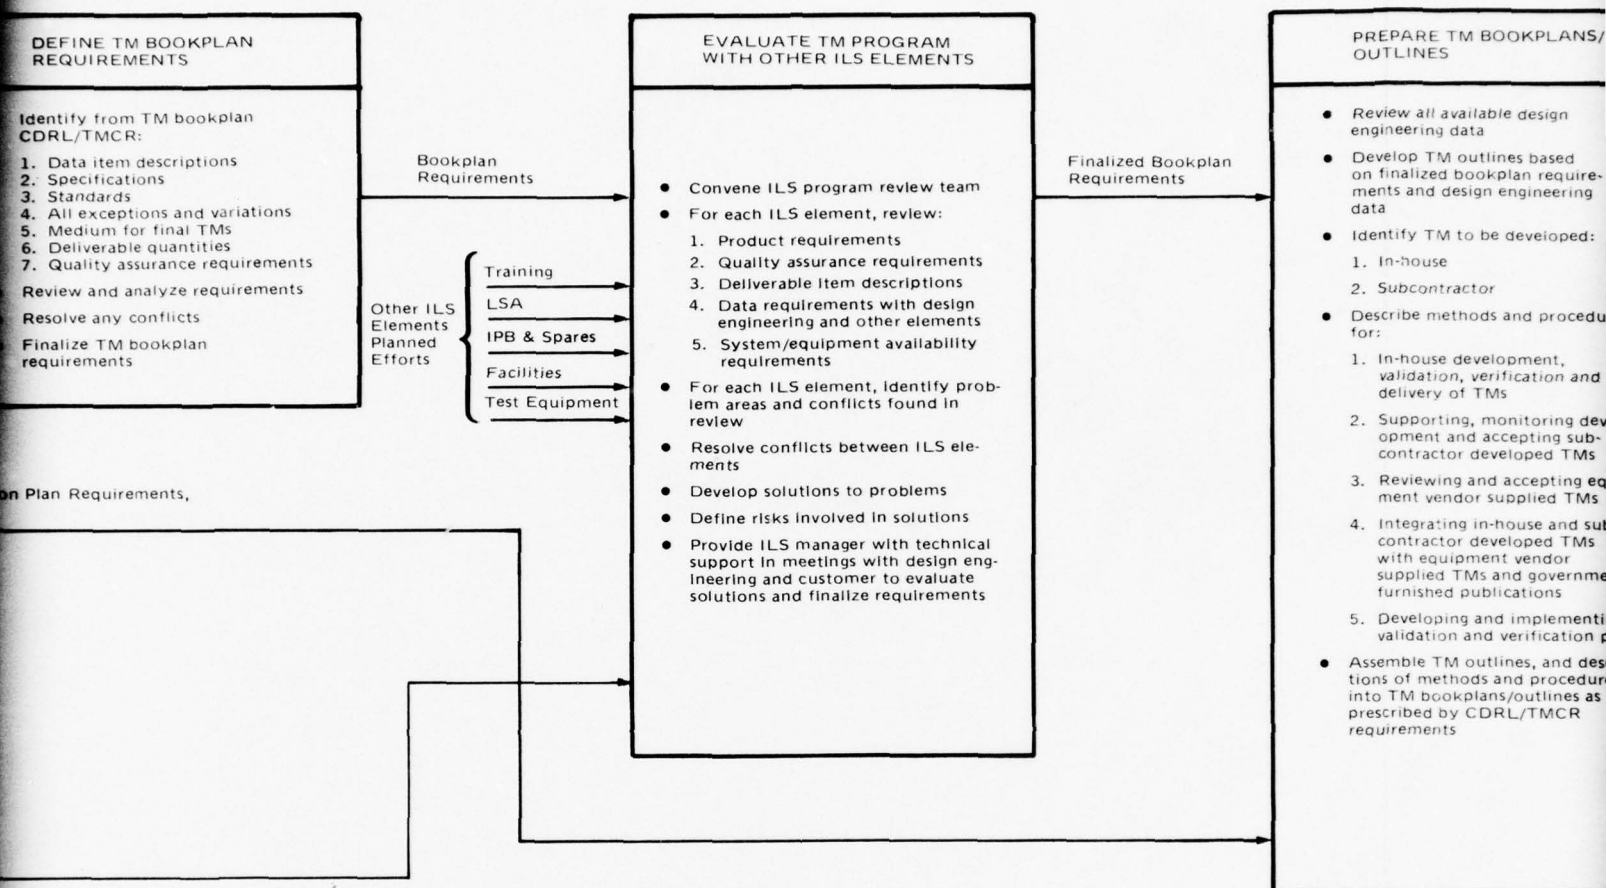 DEFINE TM BOOKPLAN
REQUIREMENTS
Identify from TM bookplan
CDRL/TMCR:
1. Data item descriptions
2. Specifications
3. Standards
4. All exceptions and variations
5. Medium for final TMs
6. Deliverable quantities
7. Quality assurance requirements
Review and analyze requirements
Resolve any conflicts
Finalize TM bookplan
requirements
Bookplan
Requirements
Other ILS
Elements
Planned
Efforts
Training
LSA
IPB & Spares
Facilities
Test Equipment
on Plan Requirements,
EVALUATE TM PROGRAM
WITH OTHER ILS ELEMENTS
• Convene ILS program review team
• For each ILS element, review:
1. Product requirements
2. Quality assurance requirements
3. Deliverable item descriptions
4. Data requirements with design
engineering and other elements
5. System/equipment availability
requirements
• For each ILS element, identify prob-
lem areas and conflicts found in
review
• Resolve conflicts between ILS ele-
ments
• Develop solutions to problems
• Define risks involved in solutions
• Provide ILS manager with technical
support in meetings with design eng-
ineering and customer to evaluate
solutions and finalize requirements
Finalized Bookplan
Requirements
PREPARE TM BOOKPLANS/
OUTLINES
• Review all available design
engineering data
• Develop TM outlines based
on finalized bookplan require-
ments and design engineering
data
• Identify TM to be developed:
1. In-house
2. Subcontractor
• Describe methods and procedu
for:
1. In-house development,
validation, verification and
delivery of TMs
2. Supporting, monitoring dev
opment and accepting sub-
contractor developed TMs
3. Reviewing and accepting eq
ment vendor supplied TMs
4. Integrating in-house and sub
contractor developed TMs
with equipment vendor
supplied TMs and governme
furnished publications
5. Developing and implementi
validation and verification p
• Assemble TM outlines, and des
tions of methods and procedur
into TM bookplans/outlines as
prescribed by CDRL/TMCR
requirements